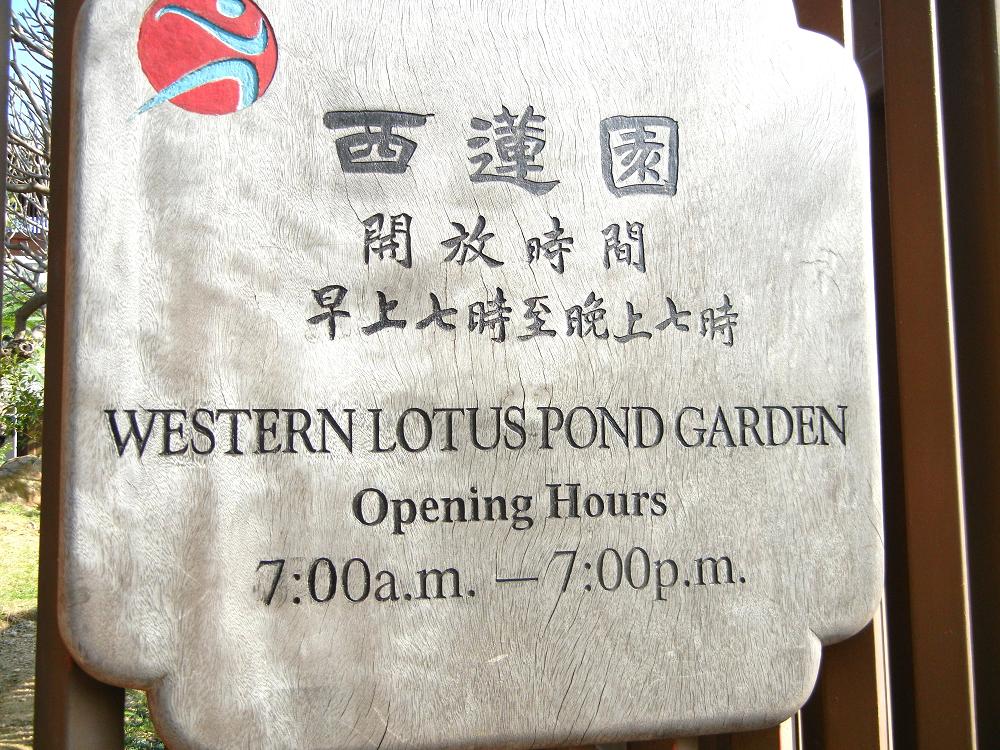 西蓮園
開放時間
早上七時至晚上七時
WESTERN LOTUS POND GARDEN
Opening Hours
7:00a.m. — 7:00p.m.